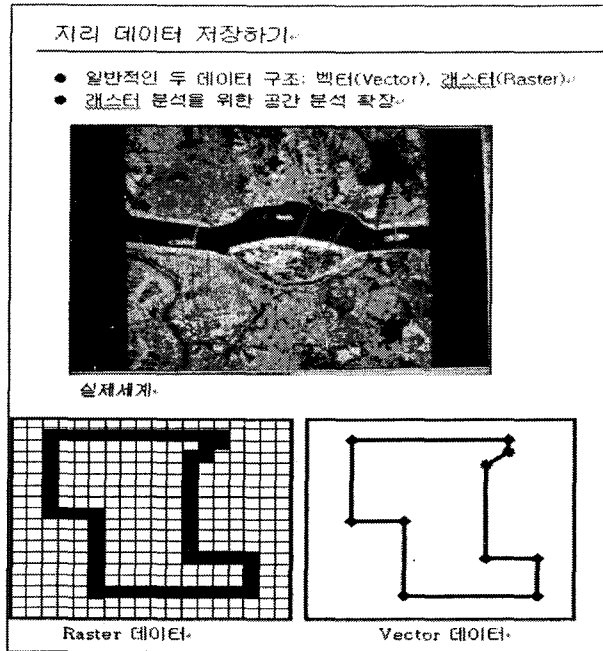 지리 데이터 저장하기
● 일반적인 두 데이터 구조: 벡터(Vector), 래스터(Raster)
● 래스터 분석을 위한 공간 분석 확장
실제세계
Raster 데이터
Vector 데이터